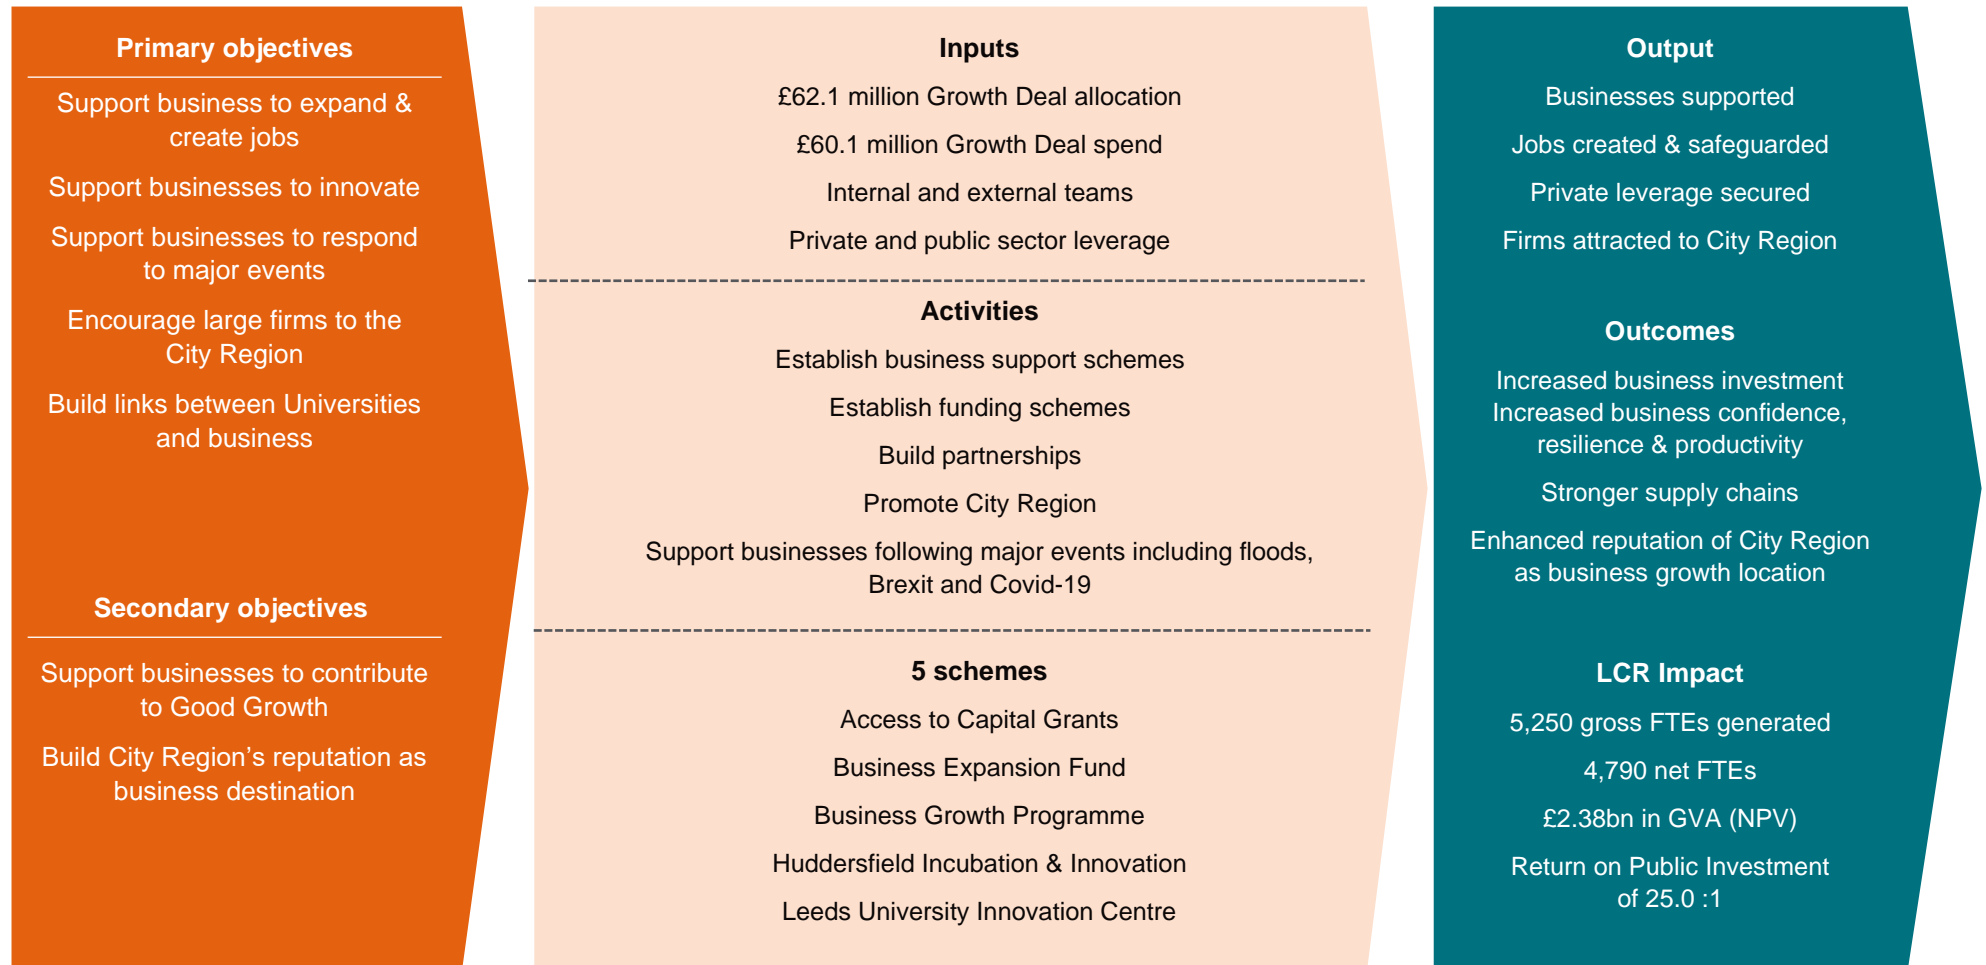 Primary objectives
Support business to expand &
create jobs
Support businesses to innovate
Support businesses to respond
to major events
Encourage large firms to the
City Region
Build links between Universities
and business
Secondary objectives
Support businesses to contribute
to Good Growth
Build City Region’s reputation as
business destination
Inputs
£62.1 million Growth Deal allocation
£60.1 million Growth Deal spend
Internal and external teams
Private and public sector leverage
Activities
Establish business support schemes
Establish funding schemes
Build partnerships
Promote City Region
Support businesses following major events including floods,
Brexit and Covid-19
5 schemes
Access to Capital Grants
Business Expansion Fund
Business Growth Programme
Huddersfield Incubation & Innovation
Leeds University Innovation Centre
Output
Businesses supported
Jobs created & safeguarded
Private leverage secured
Firms attracted to City Region
Outcomes
Increased business investment
Increased business confidence,
resilience & productivity
Stronger supply chains
Enhanced reputation of City Region
as business growth location
LCR Impact
5,250 gross FTEs generated
4,790 net FTEs
£2.38bn in GVA (NPV)
Return on Public Investment
of 25.0 :1